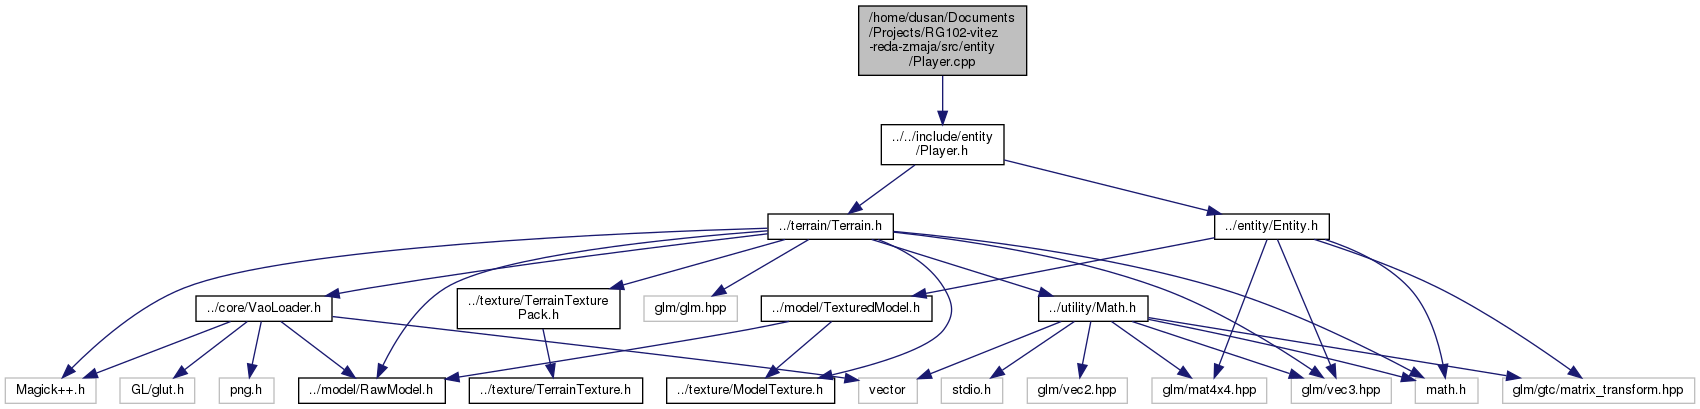 /home/dusan/Documents
/Projects/RG102-vitez
-reda-zmaja/src/entity
/Player.cpp
../../include/entity
/Player.h
../terrain/Terrain.h
../entity/Entity.h
../core/VaoLoader.h
../texture/TerrainTexture
Pack.h
glm/glm.hpp
../model/TexturedModel.h
../utility/Math.h
Magick++.h
GL/glut.h
png.h
../model/RawModel.h
../texture/TerrainTexture.h
../texture/ModelTexture.h
vector
stdio.h
glm/vec2.hpp
glm/mat4x4.hpp
glm/vec3.hpp
math.h
glm/gtc/matrix_transform.hpp